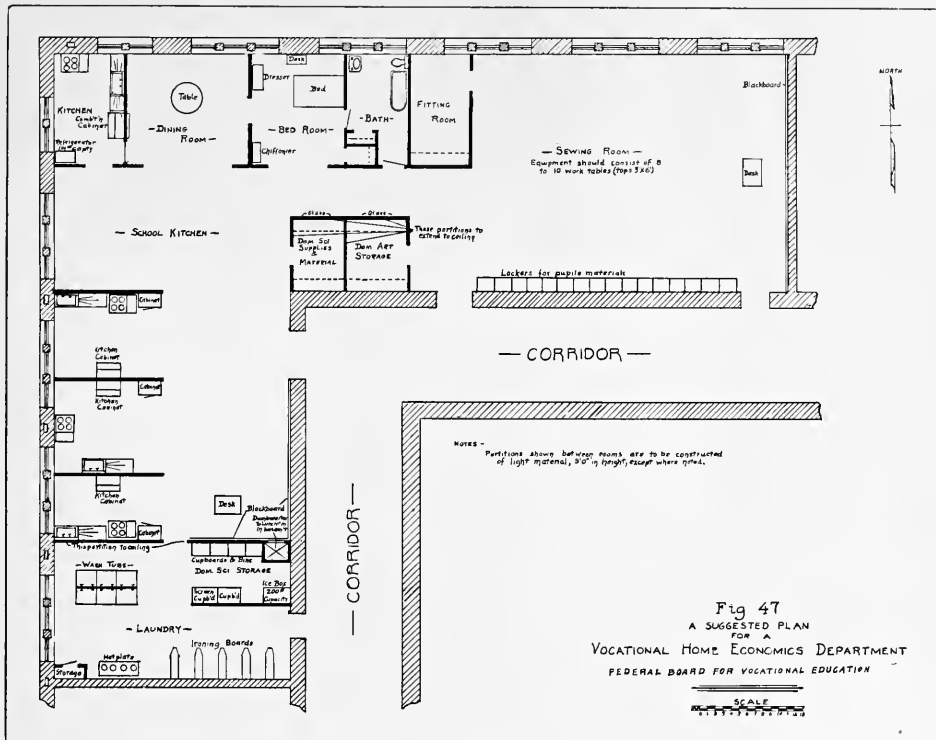 NORTH
KITCHEN
Combt'n
Cabinet
Table
-DINING
ROOM-
Desk
Dresser
Bed
-BED ROOM-
Chiffonier
-BATH-
FITTING
ROOM
Blackboard
-SEWING ROOM-
Equipment should consist of 8
to 10 work tables (tops 3'x6')
Desk
Refrigerator
Capacity
-SCHOOL KITCHEN-
Glass
Glass
DOM SCI
SUPPLIES
&
MATERIAL
DOM ART
STORAGE
These partitions to
extend to ceiling
Lockers for pupils materials
Cabinet
Kitchen
Cabinet
Cabinet
Kitchen
Cabinet
-CORRIDOR-
NOTES-
Partitions shown between rooms are to be constructed
of light material, 9'0" in height, except where noted.
Kitchen
Cabinet
Desk
Blackboard
Cabinet
This partition to ceiling
Cupboards & Bins
DOM SCI STORAGE
-WASH TUBS-
Screen
Cupb'd
Cupb'd
Ice Box
200#
Capacity
-CORRIDOR-
-LAUNDRY-
Ironing Boards
Hotplate
Storage
Fig 47
A SUGGESTED PLAN
FOR A
VOCATIONAL HOME ECONOMICS DEPARTMENT
FEDERAL BOARD FOR VOCATIONAL EDUCATION
SCALE